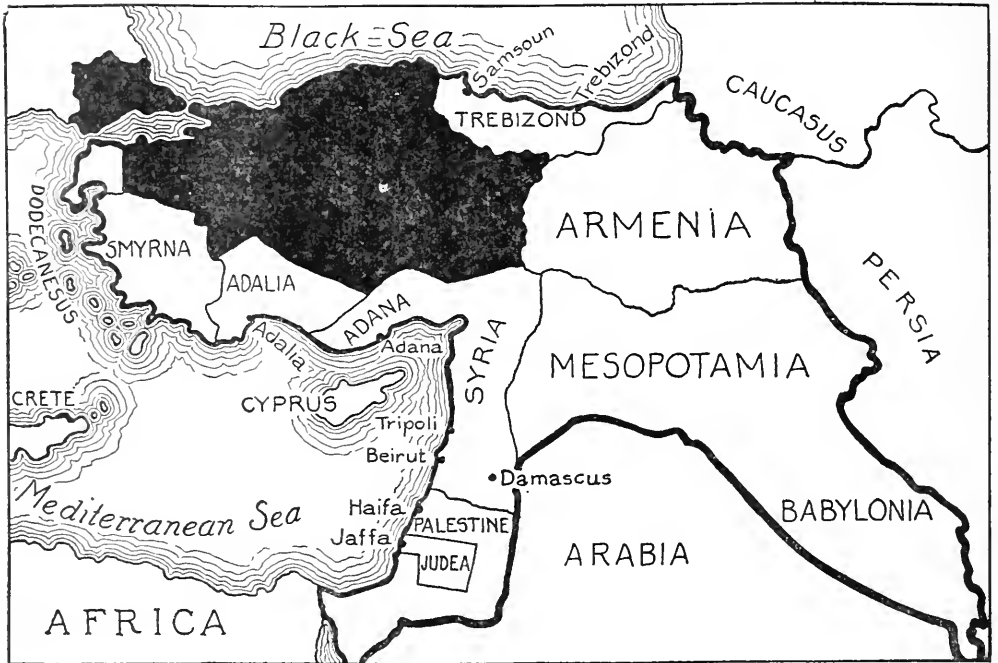 Black Sea
Samsoun
Trebizond
TREBIZOND
CAUCASUS
DODECANESUS
SMYRNA
ADALIA
ADANA
ARMENIA
PERSIA
Adalia
Adana
SYRIA
MESOPOTAMIA
CRETE
CYPRUS
Tripoli
Beirut
Damascus
Mediterranean Sea
Haifa
Jaffa
PALESTINE
JUDEA
BABYLONIA
ARABIA
AFRICA